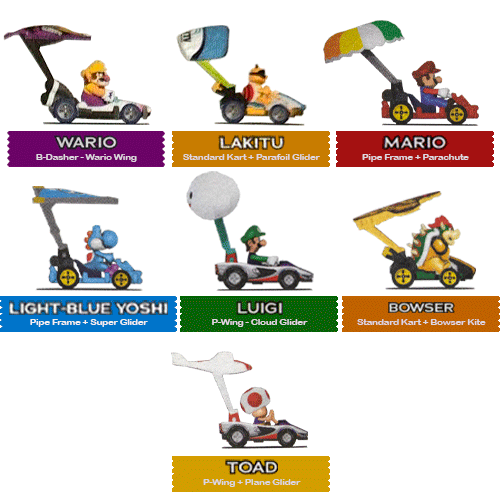 WARIO
B-Dasher - Wario Wing
LAKITU
Standard Kart + Parafoil Glider
MARIO
Pipe Frame + Parachute
LIGHT-BLUE YOSHI
Pipe Frame + Super Glider
LUIGI
P-Wing - Cloud Glider
BOWSER
Standard Kart + Bowser Kite
TOAD
P-Wing + Plane Glider